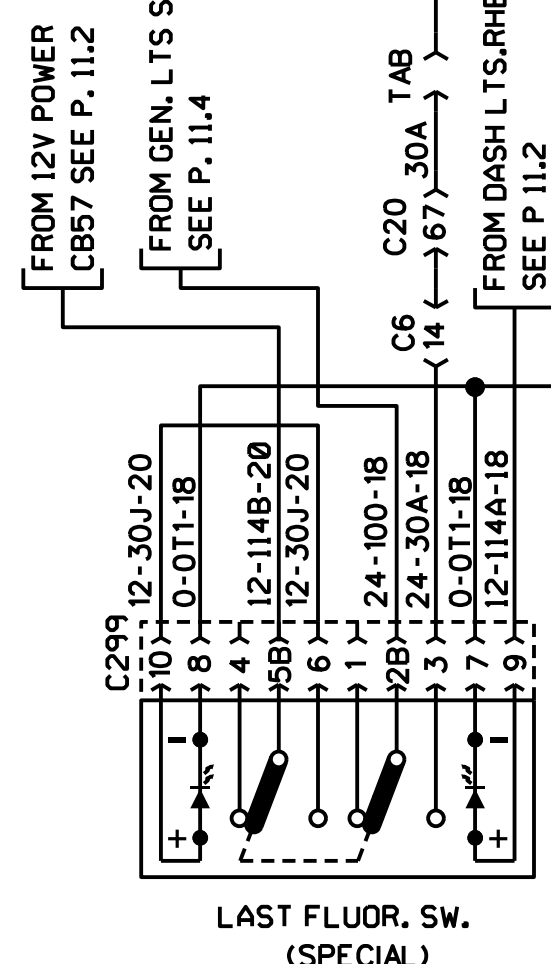 FROM 12V POWER
CB57 SEE P. 11.2
FROM GEN. LTS
SEE P. 11.4
TAB
30A
C20
67
C6
14
FROM DASH LTS.RHE
SEE P 11.2
12-30J-20
0-0T1-18
12-114B-20
12-30J-20
24-100-18
24-30A-18
0-0T1-18
12-114A-18
C299
10
8
4
5B
6
1
2B
3
7
9
- -
+ +
LAST FLUOR. SW.
(SPECIAL)